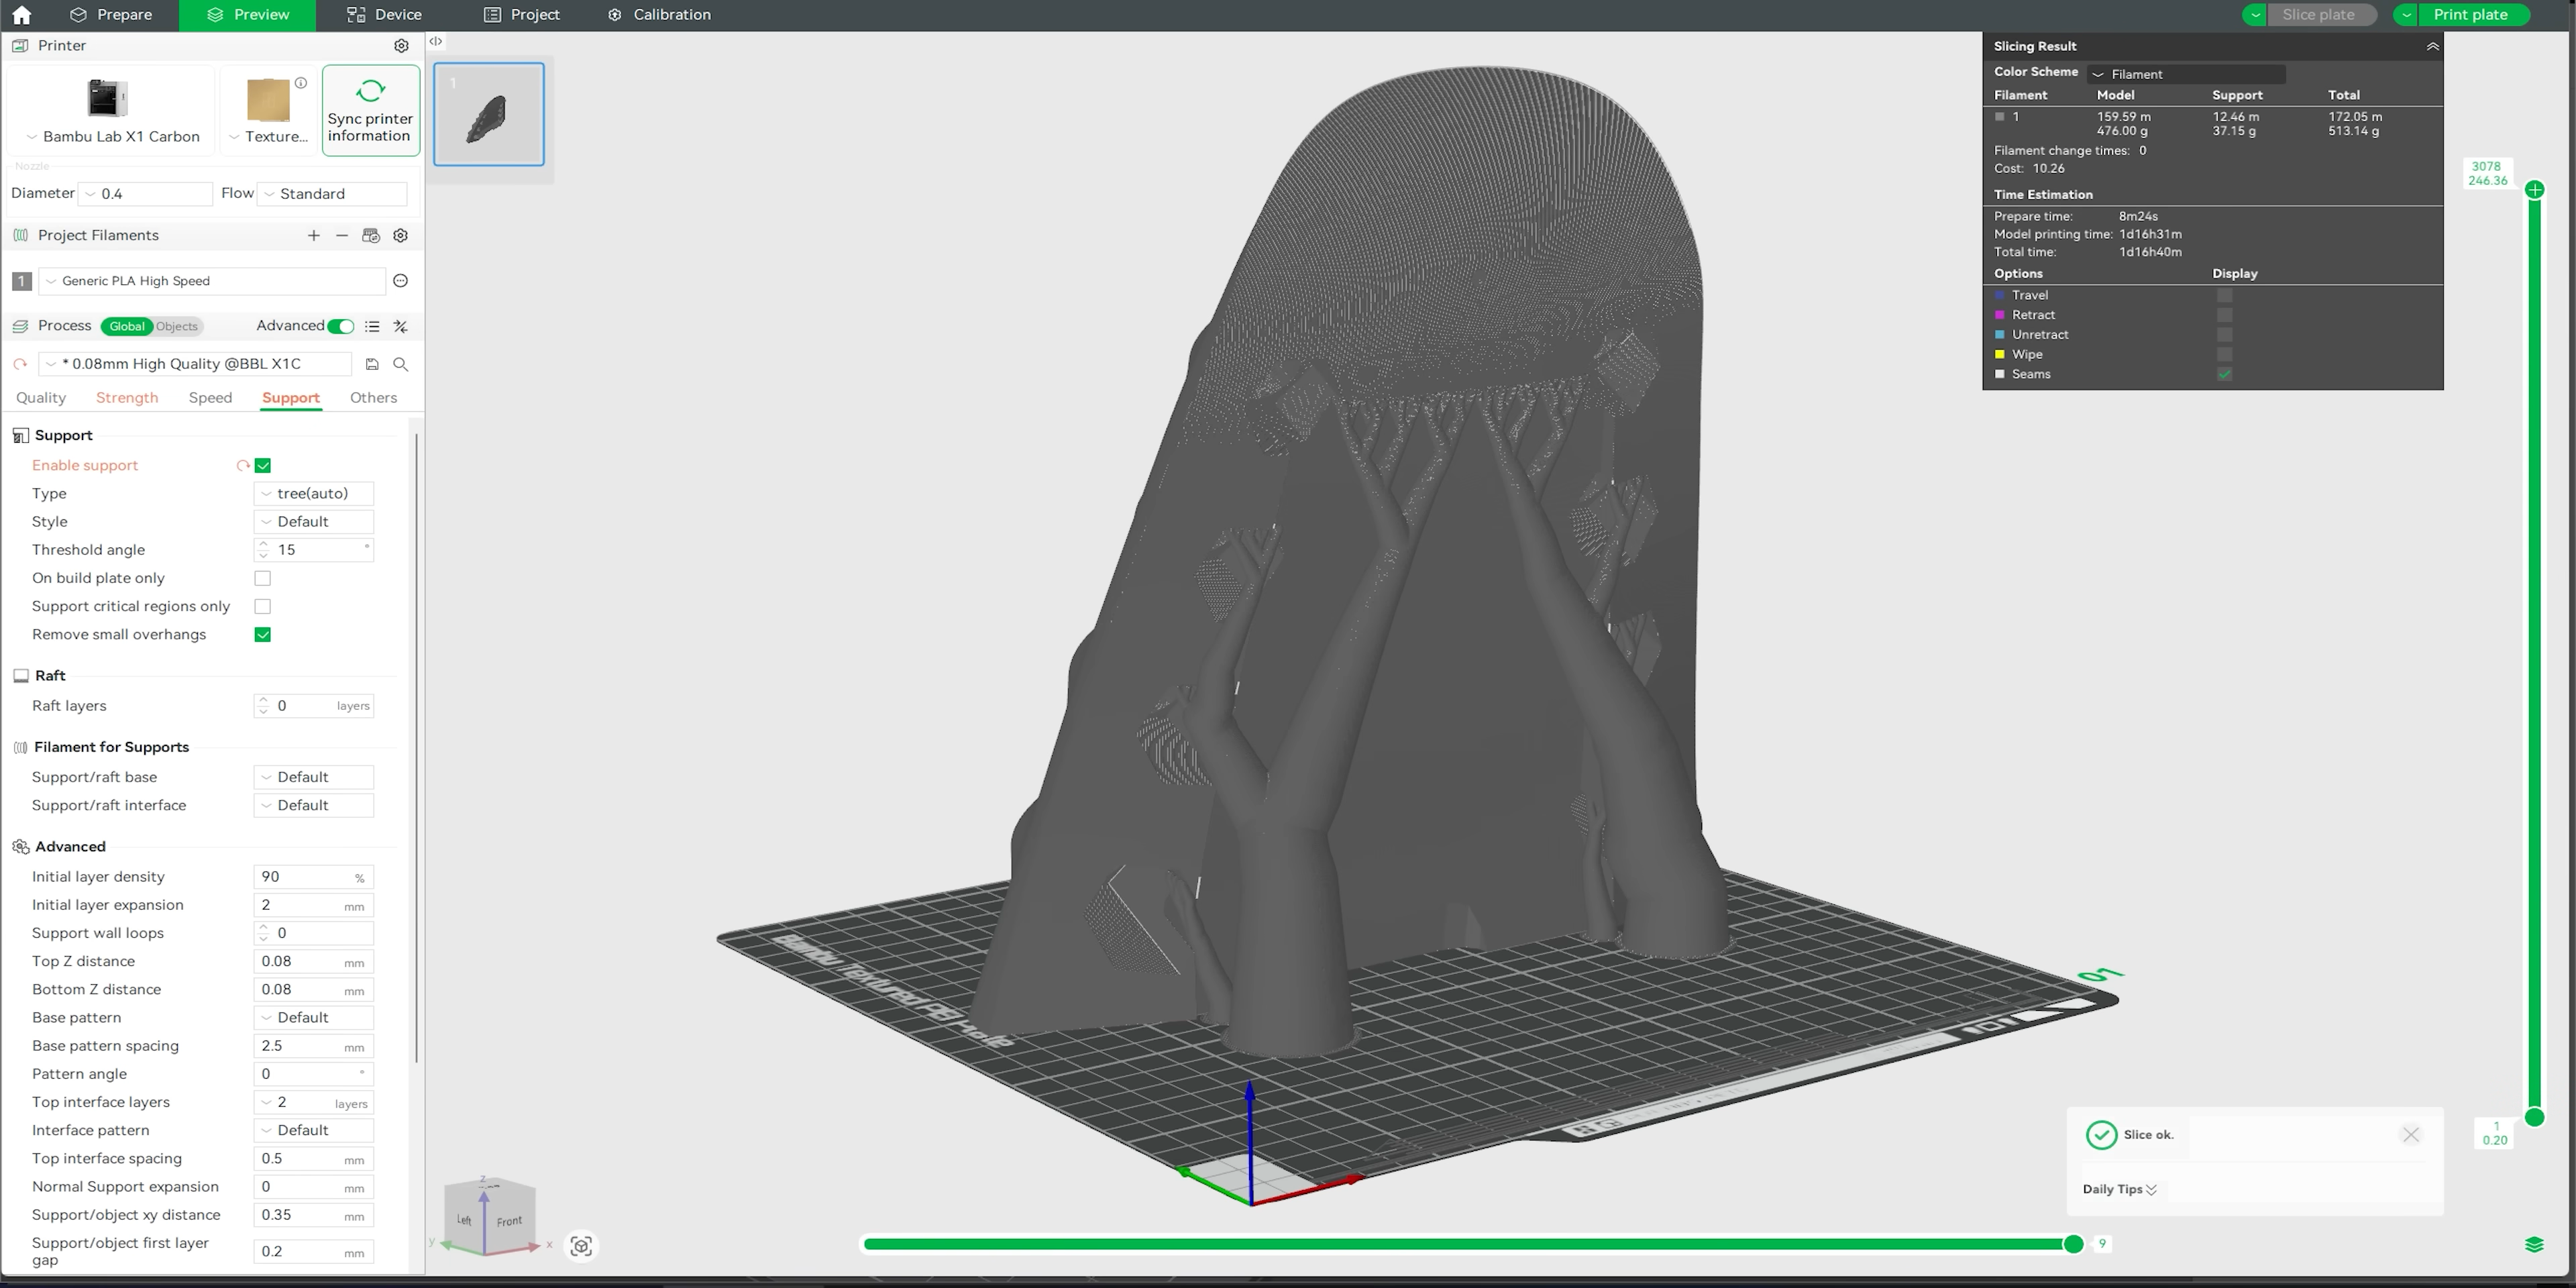 Prepare
Preview
Device
Project
Calibration
Slice plate
Print plate
Printer
Bambu Lab X1 Carbon
Texture...
Sync printer
information
Nozzle
Diameter 0.4 Flow Standard
Project Filaments
1 Generic PLA High Speed
Process Global Objects Advanced
* 0.08mm High Quality @BBL X1C
Quality Strength Speed Support Others
Support
Enable support
Type tree(auto)
Style Default
Threshold angle 15 °
On build plate only
Support critical regions only
Remove small overhangs
Raft
Raft layers 0 layers
Filament for Supports
Support/raft base Default
Support/raft interface Default
Advanced
Initial layer density 90 %
Initial layer expansion 2 mm
Support wall loops 0
Top Z distance 0.08 mm
Bottom Z distance 0.08 mm
Base pattern Default
Base pattern spacing 2.5 mm
Pattern angle 0 °
Top interface layers 2 layers
Interface pattern Default
Top interface spacing 0.5 mm
Normal Support expansion 0 mm
Support/object xy distance 0.35 mm
Support/object first layer
gap 0.2 mm
1
Bambu Textured PEI Plate
01
z
Left Front
y x
Slicing Result
Color Scheme Filament
Filament Model Support Total
1 159.59 m 12.46 m 172.05 m
476.00 g 37.15 g 513.14 g
Filament change times: 0
Cost: 10.26
Time Estimation
Prepare time: 8m24s
Model printing time: 1d16h31m
Total time: 1d16h40m
Options Display
Travel
Retract
Unretract
Wipe
Seams
3078
246.36
1
0.20
Slice ok.
Daily Tips
9